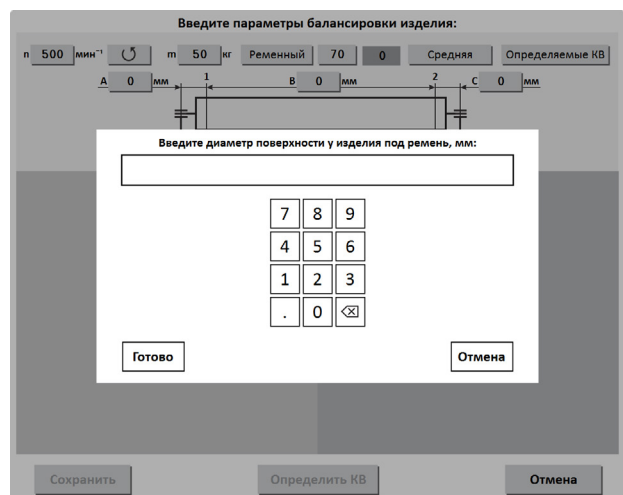 Введите параметры балансировки изделия:
n 500 мин⁻¹ m 50 кг Ременный 70 0 Средняя Определяемые КВ
A 0 мм 1 B 0 мм 2 C 0 мм
Введите диаметр поверхности у изделия под ремень, мм:
7 8 9
4 5 6
1 2 3
. 0
Готово Отмена
Сохранить Определить КВ Отмена